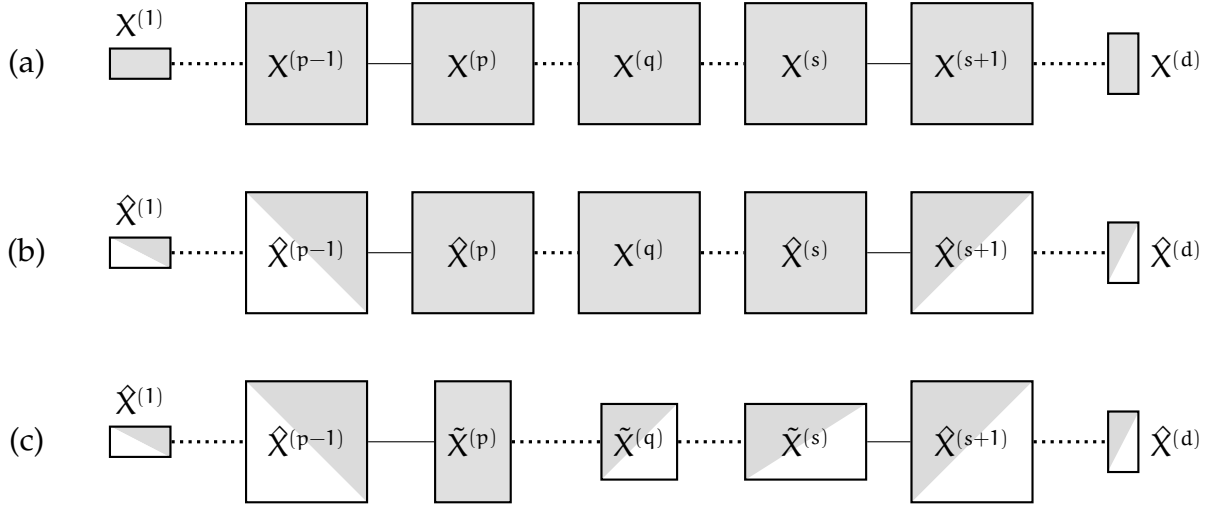 X^(1)
(a) X^(p−1) X^(p) X^(q) X^(s) X^(s+1) X^(d)
X̂^(1)
(b) X̂^(p−1) X̂^(p) X^(q) X̂^(s) X̂^(s+1) X̂^(d)
X̂^(1)
(c) X̂^(p−1) X̃^(p) X̃^(q) X̃^(s) X̂^(s+1) X̂^(d)